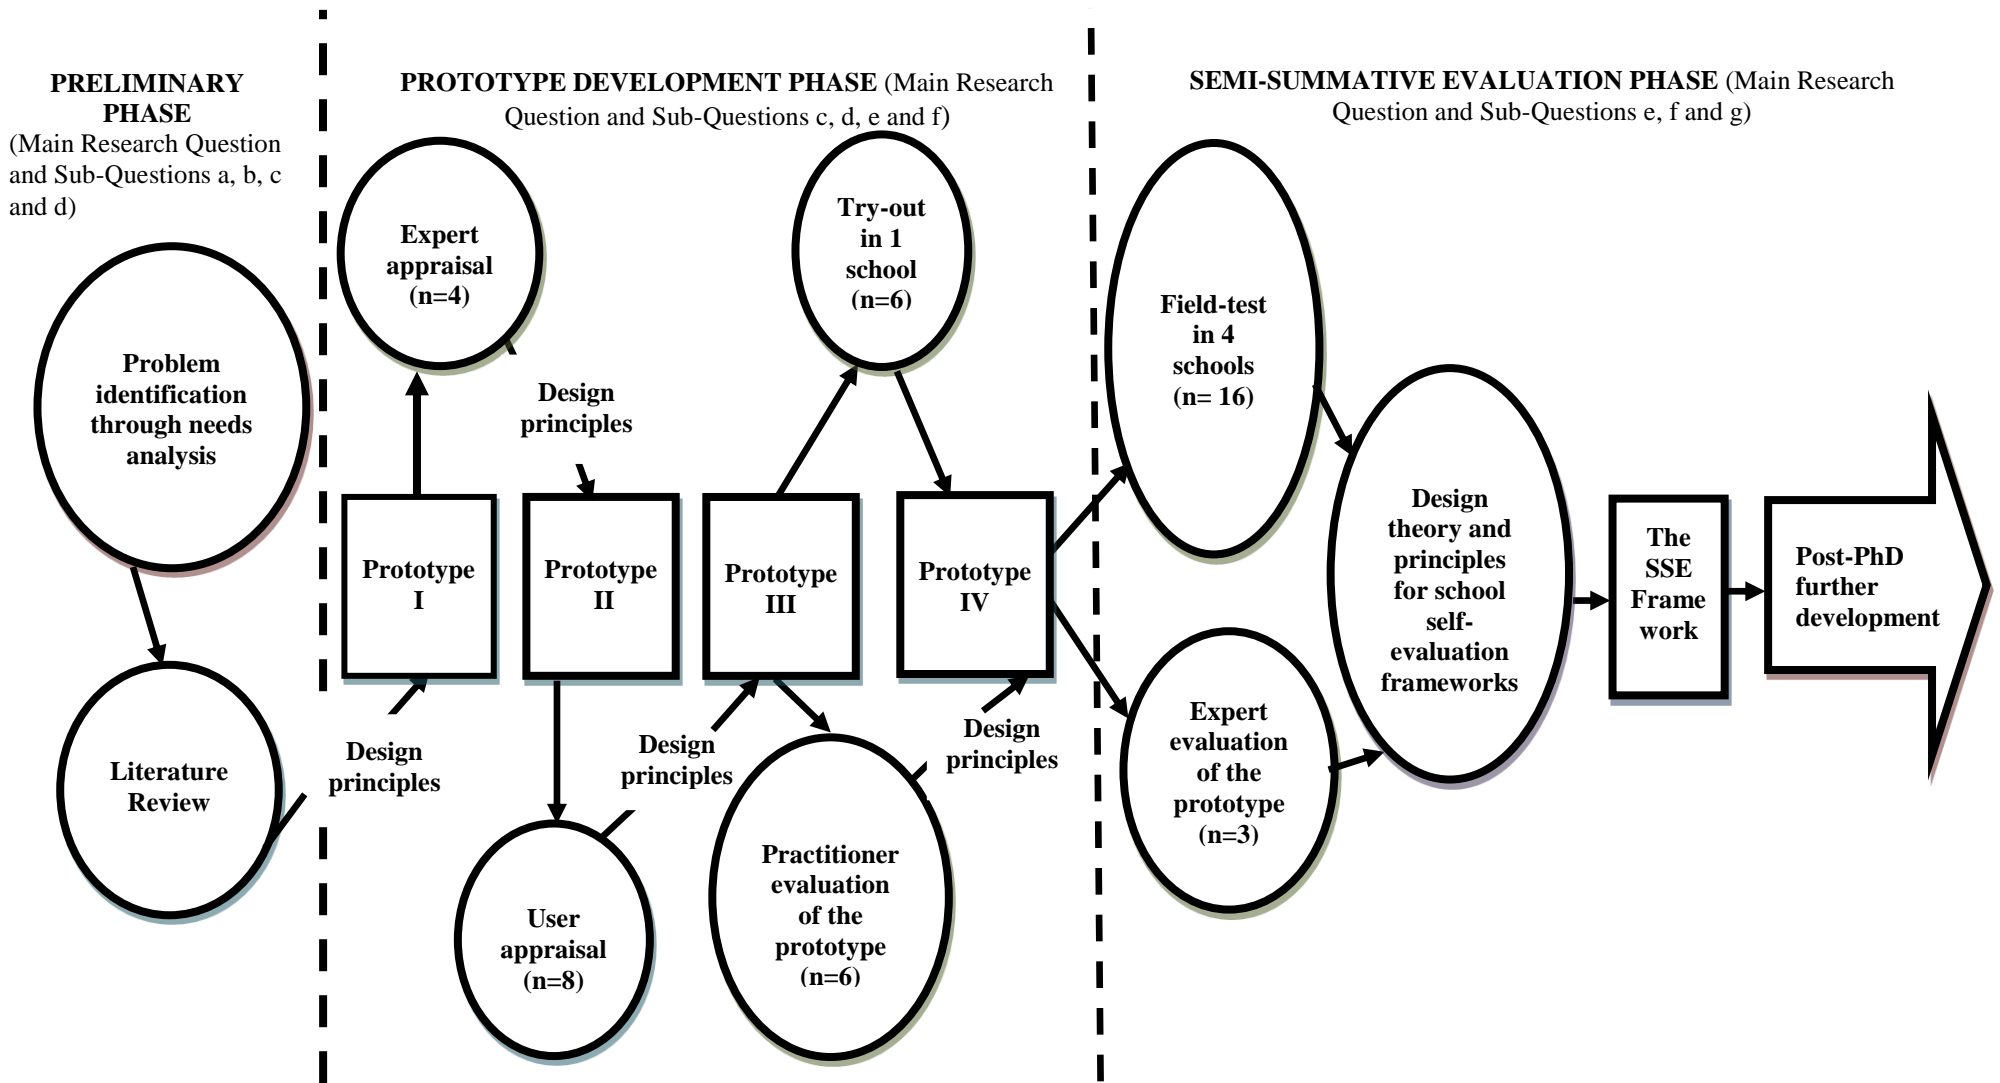 PRELIMINARY
PHASE
(Main Research Question
and Sub-Questions a, b, c
and d)
Problem
identification
through needs
analysis
Literature
Review
PROTOTYPE DEVELOPMENT PHASE (Main Research
Question and Sub-Questions c, d, e and f)
Expert
appraisal
(n=4)
Try-out
in 1
school
(n=6)
Design
principles
Prototype
I
Prototype
II
Prototype
III
Prototype
IV
Design
principles
Design
principles
Design
principles
User
appraisal
(n=8)
Practitioner
evaluation
of the
prototype
(n=6)
SEMI-SUMMATIVE EVALUATION PHASE (Main Research
Question and Sub-Questions e, f and g)
Field-test
in 4
schools
(n= 16)
Expert
evaluation
of the
prototype
(n=3)
Design
theory and
principles
for school
self-
evaluation
frameworks
The
SSE
Frame
work
Post-PhD
further
development